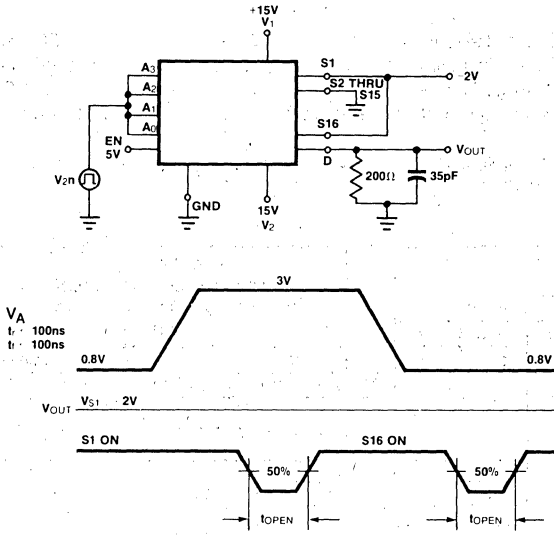 +15V
V1
A3
A2
A1
A0
EN
5V
V2n
S1
S2 THRU
S15
S16
D
2V
VOUT
200Ω
35pF
GND
15V
V2
VA
tr 100ns
tf 100ns
3V
0.8V
0.8V
VOUT VS1 2V
S1 ON
S16 ON
50%
50%
tOPEN
tOPEN